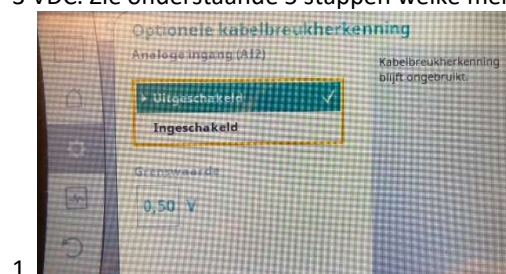 3 VDC. Zie onderstaande 3 stappen welke
Optionele kabelbreukherkenning
Analoge ingang (AI2)
Kabelbreukherkenning
blijft ongebruikt.
Uitgeschakeld
Ingeschakeld
Grenswaarde
0,50 V
1.